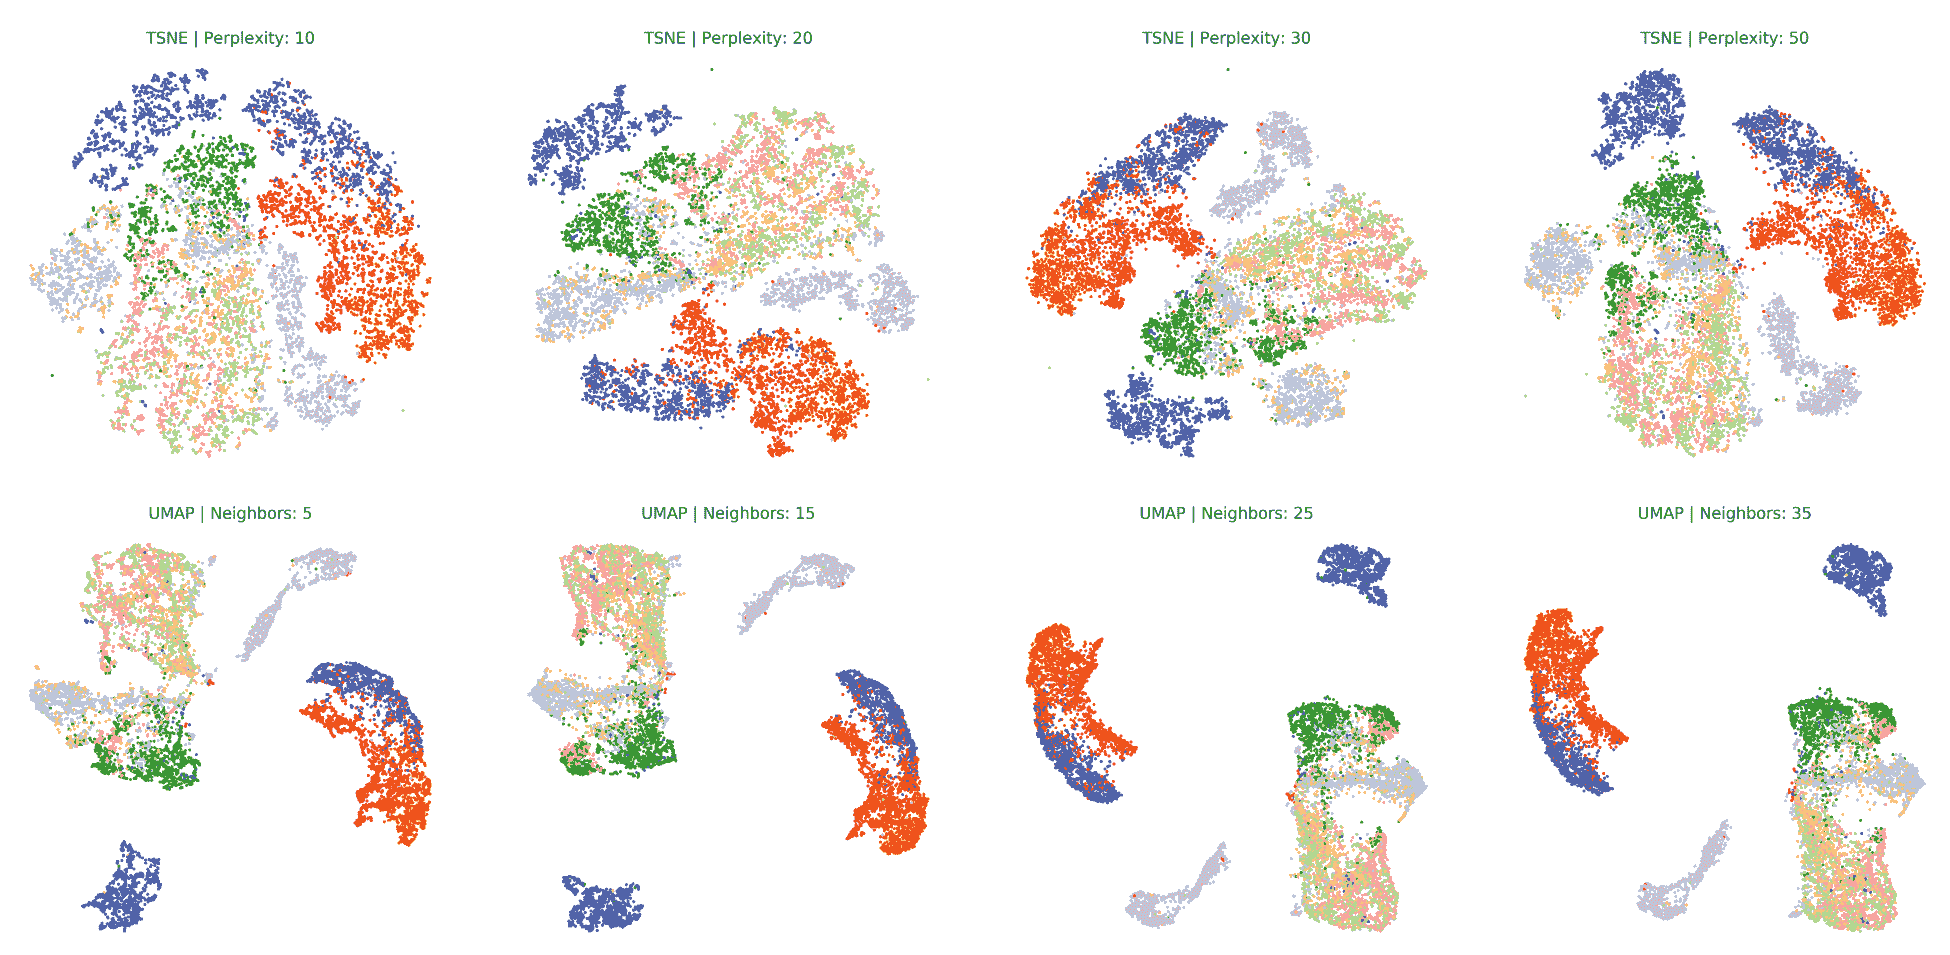 TSNE | Perplexity: 10
TSNE | Perplexity: 20
TSNE | Perplexity: 30
TSNE | Perplexity: 50
UMAP | Neighbors: 5
UMAP | Neighbors: 15
UMAP | Neighbors: 25
UMAP | Neighbors: 35